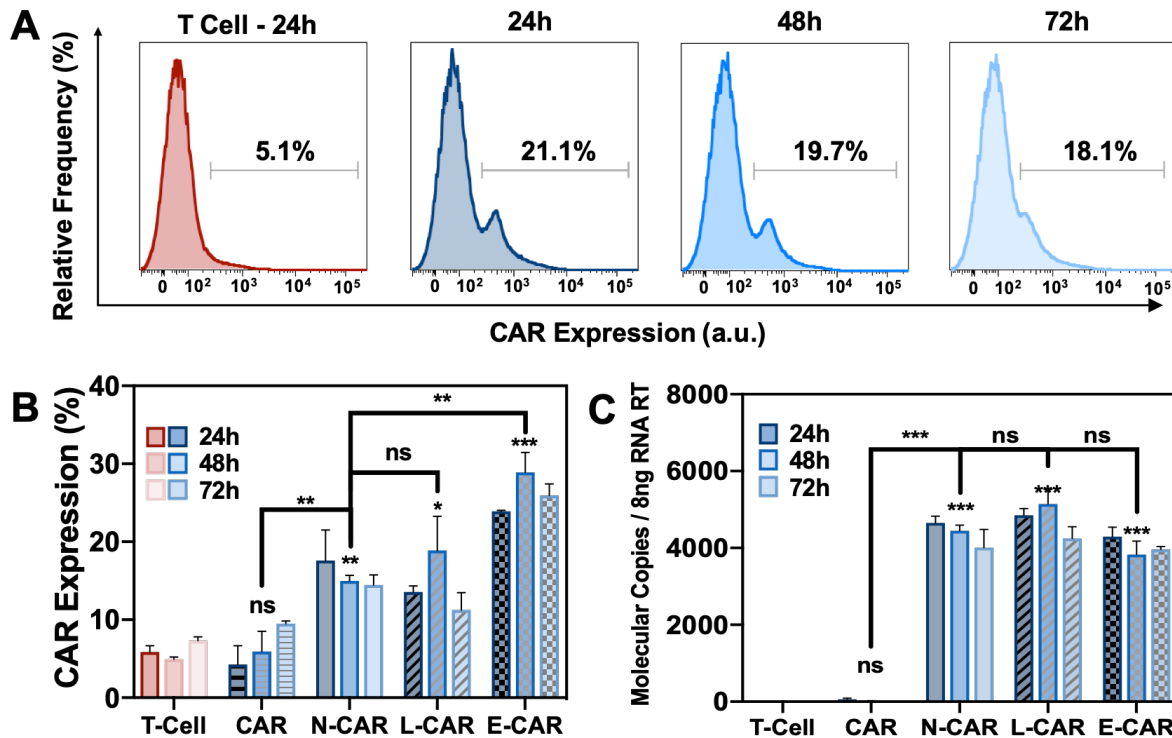 A
T Cell - 24h
24h
48h
72h
Relative Frequency (%)
5.1%
21.1%
19.7%
18.1%
0 10² 10³ 10⁴ 10⁵
0 10² 10³ 10⁴ 10⁵
0 10² 10³ 10⁴ 10⁵
0 10² 10³ 10⁴ 10⁵
CAR Expression (a.u.)
B
CAR Expression (%)
40
30
20
10
0
24h
48h
72h
**
ns
**
***
*
**
ns
T-Cell CAR N-CAR L-CAR E-CAR
C
Molecular Copies / 8ng RNA RT
8000
6000
4000
2000
0
24h
48h
72h
*** ns ns
*** *** ***
ns
T-Cell CAR N-CAR L-CAR E-CAR